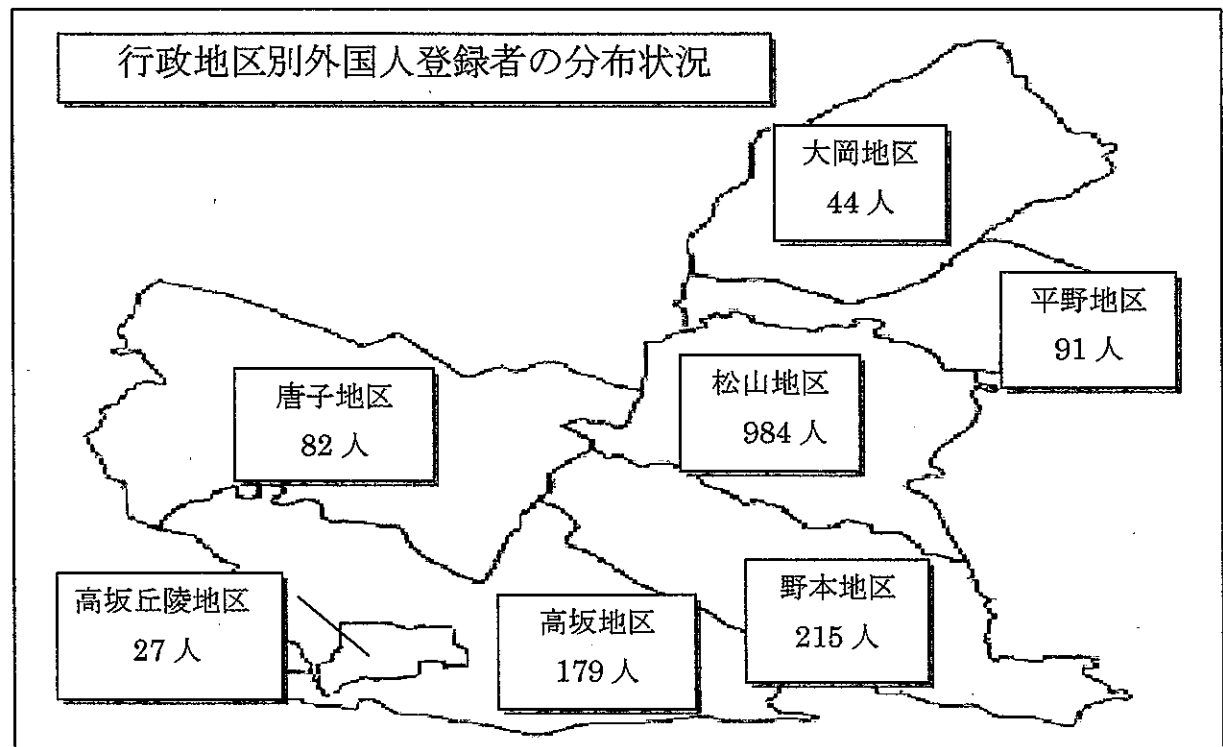 行政地区別外国人登録者の分布状況
大岡地区
44人
平野地区
91人
松山地区
984人
唐子地区
82人
野本地区
215人
高坂丘陵地区
27人
高坂地区
179人